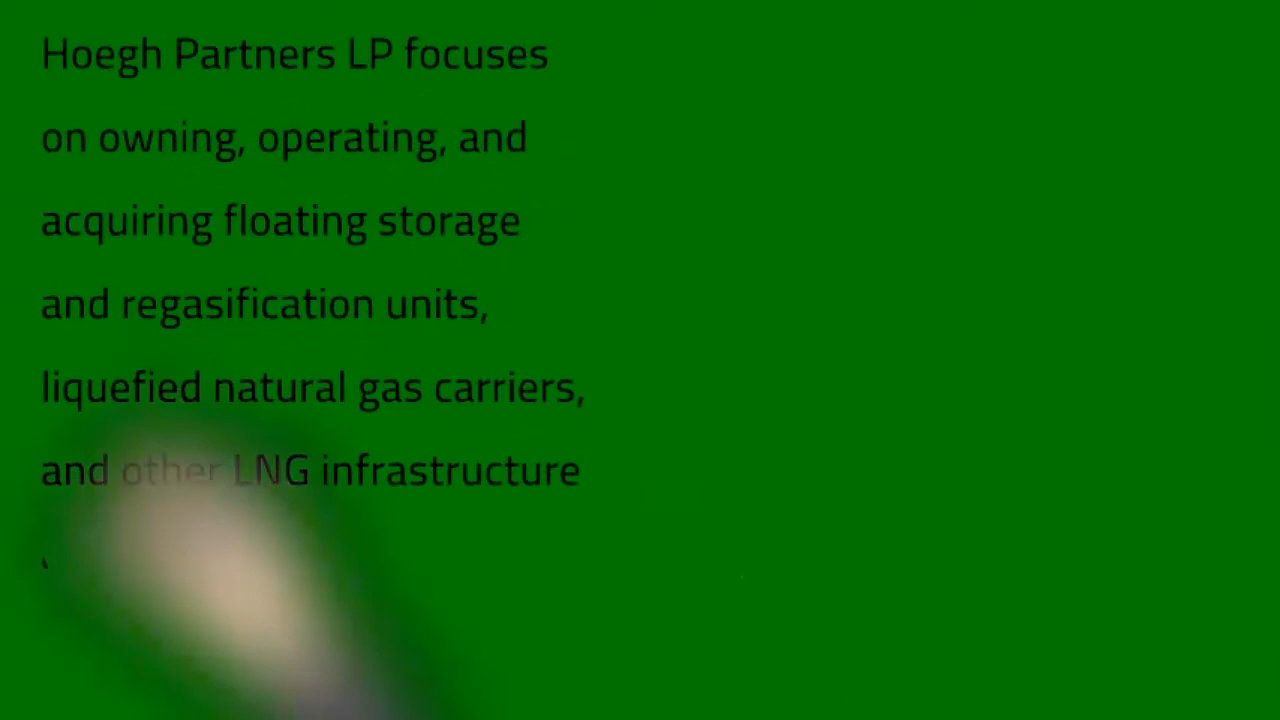 Hoegh Partners LP focuses
on owning, operating, and
acquiring floating storage
and regasification units,
liquefied natural gas carriers,
and other LNG infrastructure